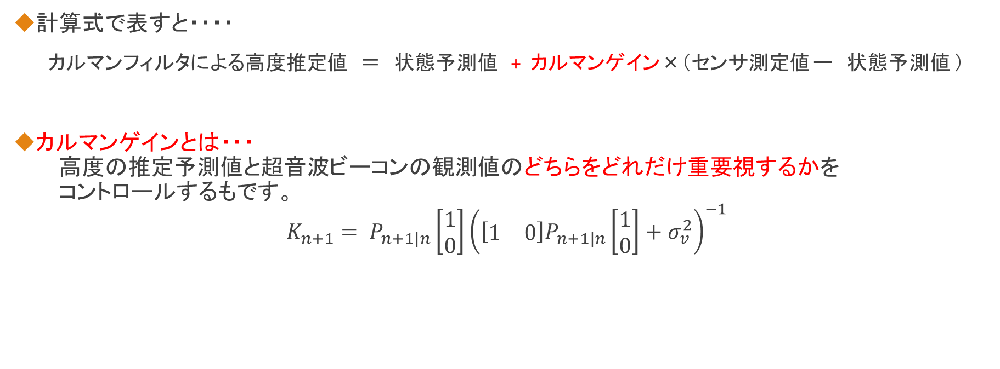 ◆計算式で表すと････
カルマンフィルタによる高度推定値 = 状態予測値 + カルマンゲイン×(センサ測定値ー 状態予測値)
◆カルマンゲインとは･･･
高度の推定予測値と超音波ビーコンの観測値のどちらをどれだけ重要視するかを
コントロールするもです。
$K_{n+1} = P_{n+1|n} \begin{bmatrix} 1 \\ 0 \end{bmatrix} \left( [1 \quad 0] P_{n+1|n} \begin{bmatrix} 1 \\ 0 \end{bmatrix} + \sigma_v^2 \right)^{-1}$